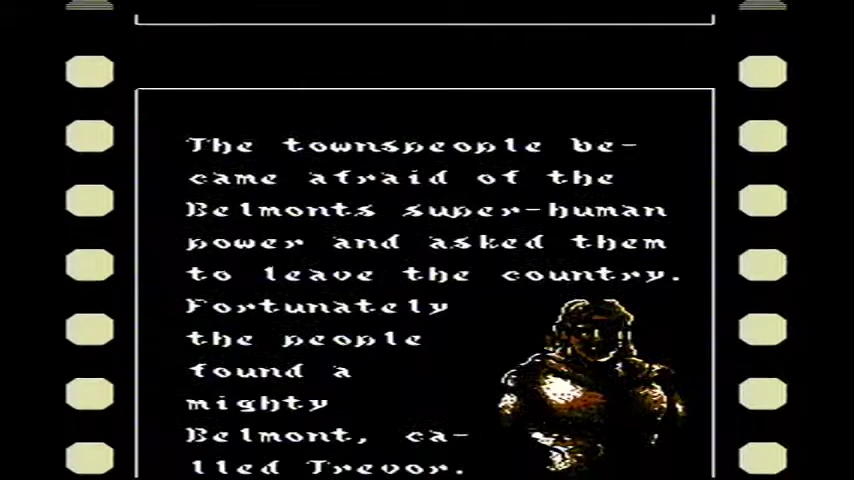 The townspeople be-
came afraid of the
Belmonts super-human
power and asked them
to leave the country.
Fortunately
the people
found a
mighty
Belmont, ca-
lled Trevor.